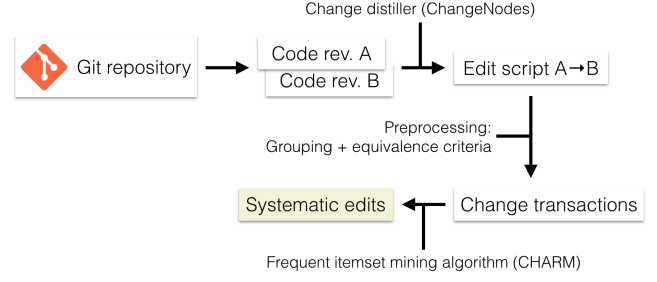 Change distiller (ChangeNodes)
Git repository
Code rev. A
Code rev. B
Edit script A→B
Preprocessing:
Grouping + equivalence criteria
Systematic edits
Change transactions
Frequent itemset mining algorithm (CHARM)